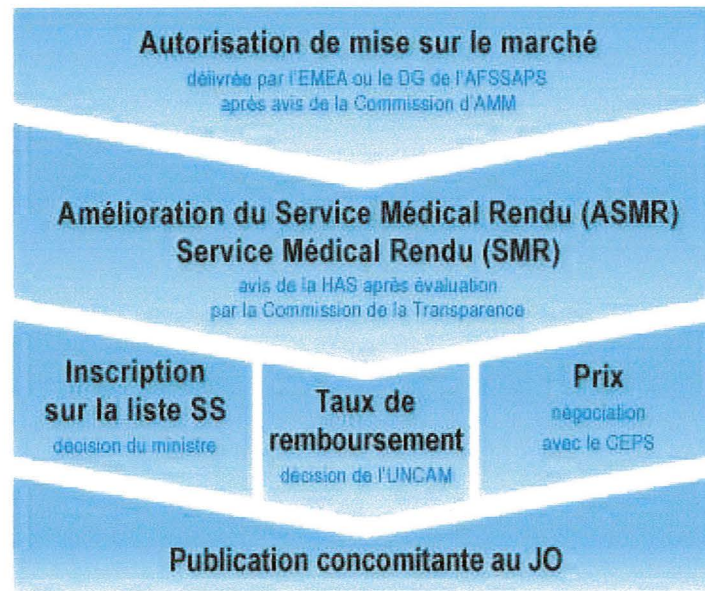 Autorisation de mise sur le marché
délivrée par l'EMEA ou le DG de l'AFSSAPS
après avis de la Commission d'AMM
Amélioration du Service Médical Rendu (ASMR)
Service Médical Rendu (SMR)
avis de la HAS après évaluation
par la Commission de la Transparence
Inscription
sur la liste SS
décision du ministre
Taux de
remboursement
décision de l'UNCAM
Prix
négociation
avec le CEPS
Publication concomitante au JO